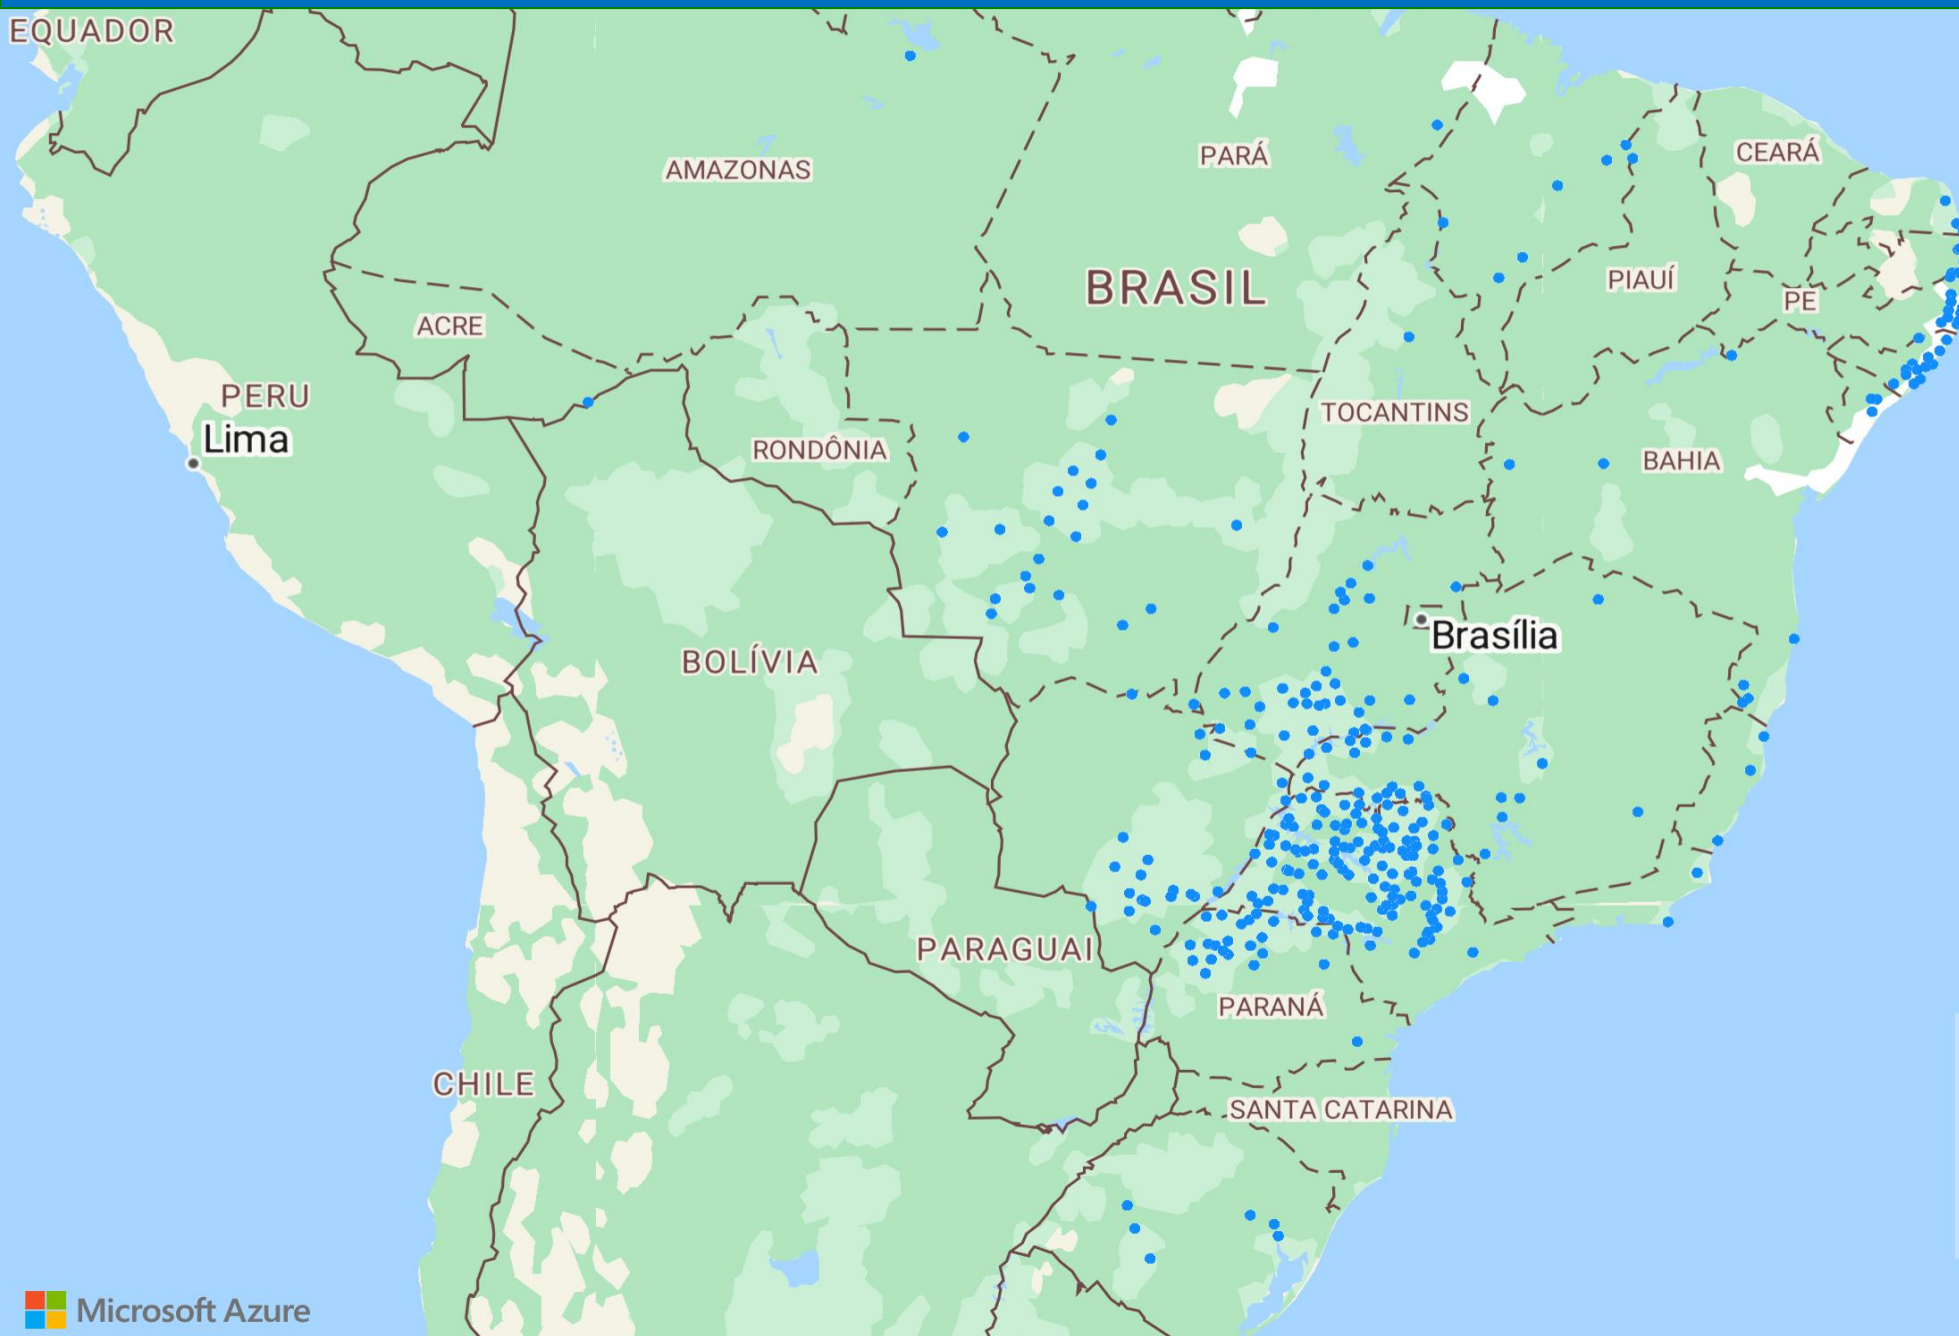 EQUADOR
AMAZONAS
PARÁ
CEARÁ
BRASIL
PIAUÍ
PE
ACRE
PERU
Lima
TOCANTINS
RONDÔNIA
BAHIA
Brasília
BOLÍVIA
PARAGUAI
PARANÁ
CHILE
SANTA CATARINA
Microsoft Azure